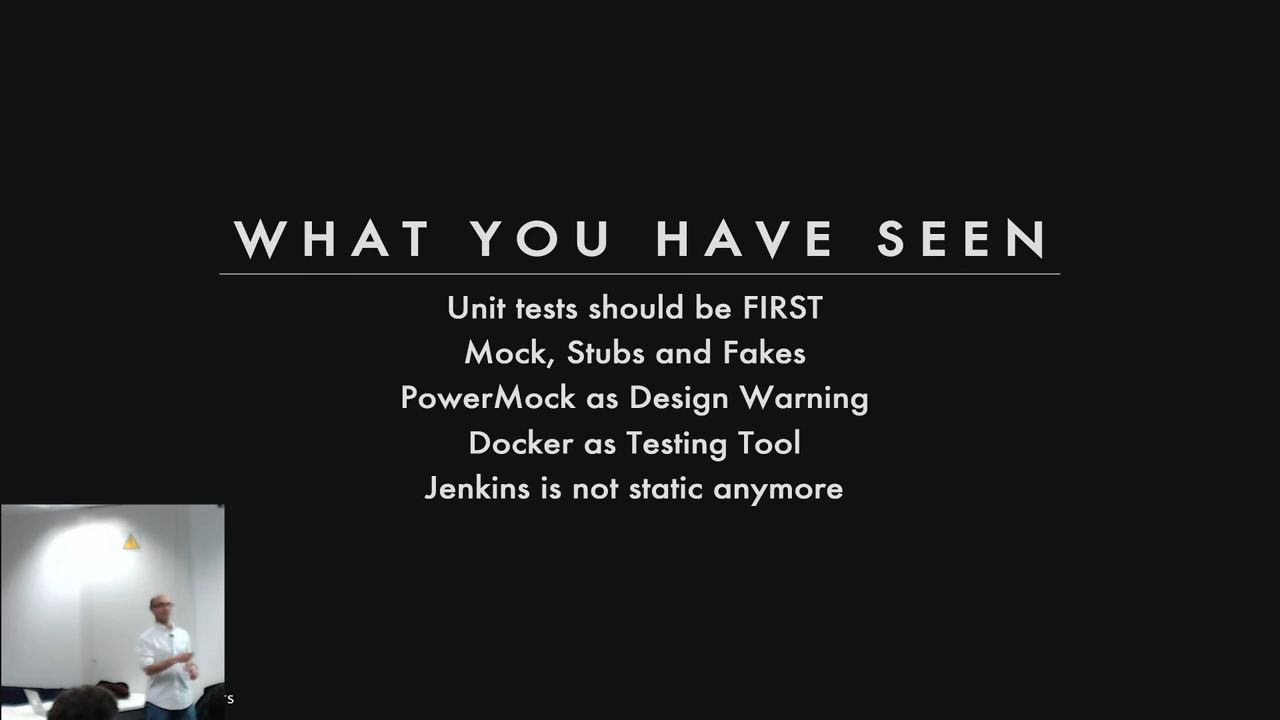 WHAT YOU HAVE SEEN
Unit tests should be FIRST
Mock, Stubs and Fakes
PowerMock as Design Warning
Docker as Testing Tool
Jenkins is not static anymore